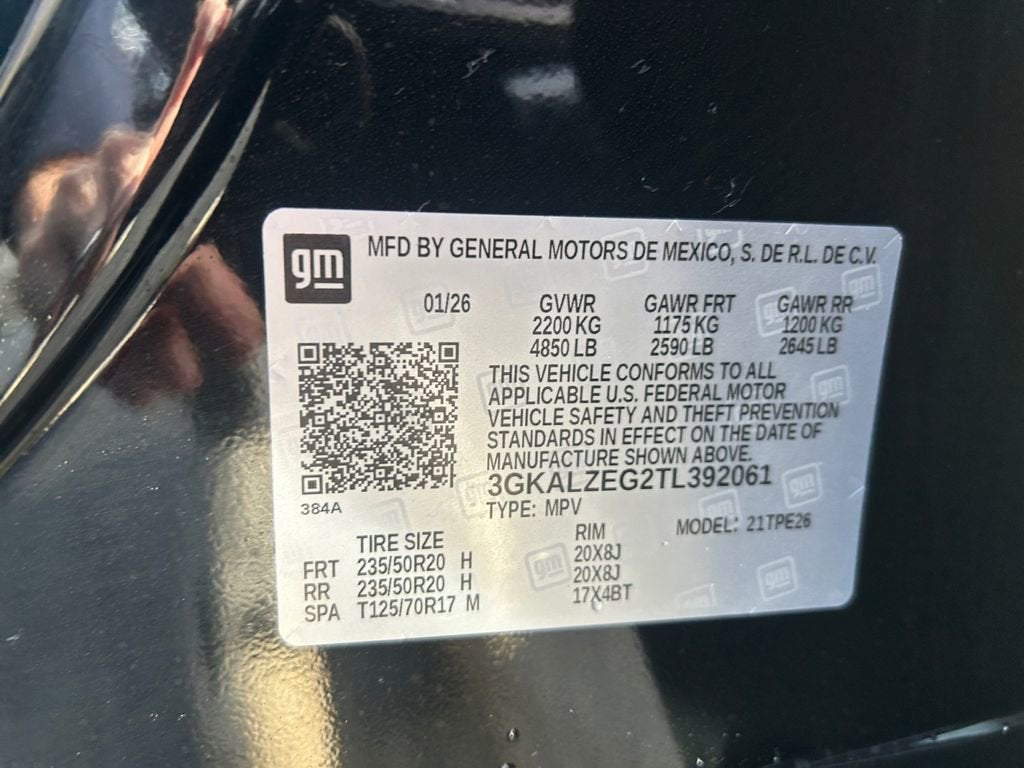 gm MFD BY GENERAL MOTORS DE MEXICO, S. DE R.L. DE C.V.
01/26 GVWR GAWR FRT GAWR RR
2200 KG 1175 KG 1200 KG
4850 LB 2590 LB 2645 LB
THIS VEHICLE CONFORMS TO ALL
APPLICABLE U.S. FEDERAL MOTOR
VEHICLE SAFETY AND THEFT PREVENTION
STANDARDS IN EFFECT ON THE DATE OF
MANUFACTURE SHOWN ABOVE.
3GKALZEG2TL392061
384A
TYPE: MPV MODEL: 21TPE26
TIRE SIZE RIM
FRT 235/50R20 H 20X8J
RR 235/50R20 H 20X8J
SPA T125/70R17 M 17X4BT